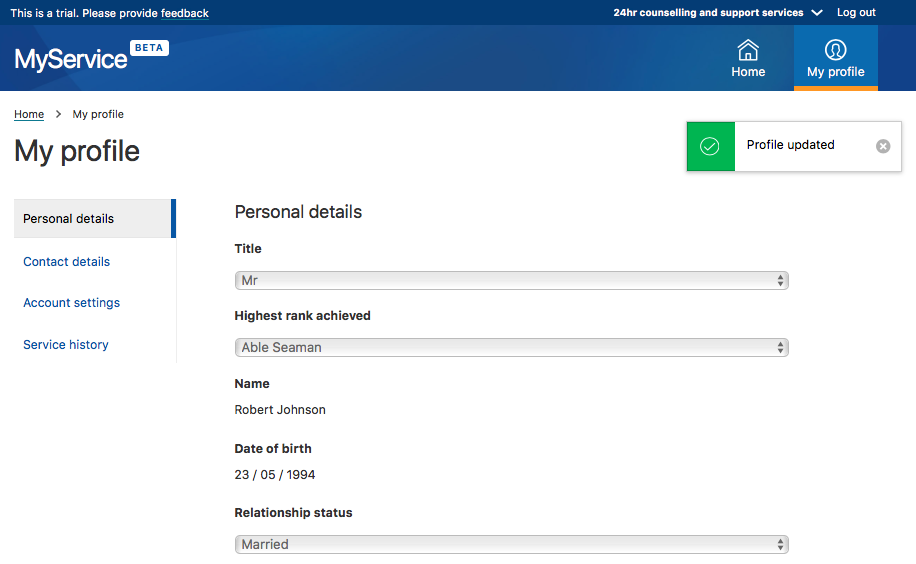 This is a trial. Please provide feedback
24hr counselling and support services
Log out
MyService BETA
Home
My profile
Home > My profile
My profile
Profile updated
Personal details
Contact details
Account settings
Service history
Personal details
Title
Mr
Highest rank achieved
Able Seaman
Name
Robert Johnson
Date of birth
23 / 05 / 1994
Relationship status
Married